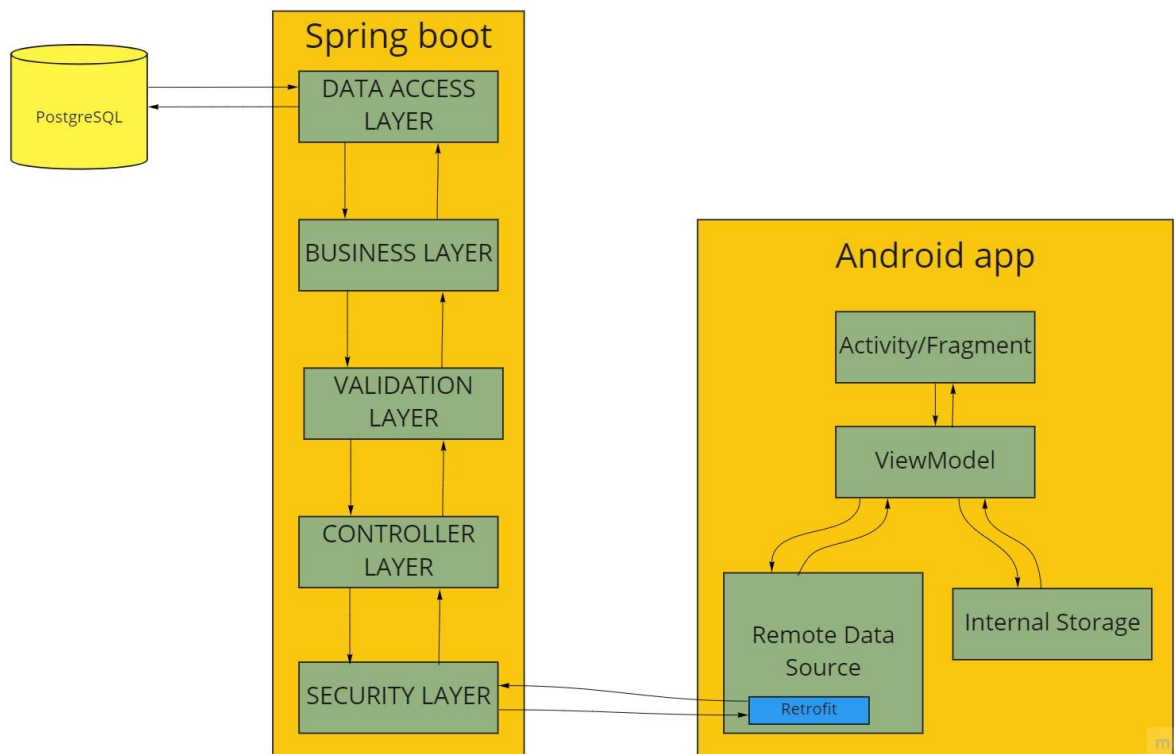 Spring boot
DATA ACCESS
LAYER
PostgreSQL
BUSINESS LAYER
VALIDATION
LAYER
CONTROLLER
LAYER
SECURITY LAYER
Android app
Activity/Fragment
ViewModel
Remote Data
Source
Retrofit
Internal Storage
m